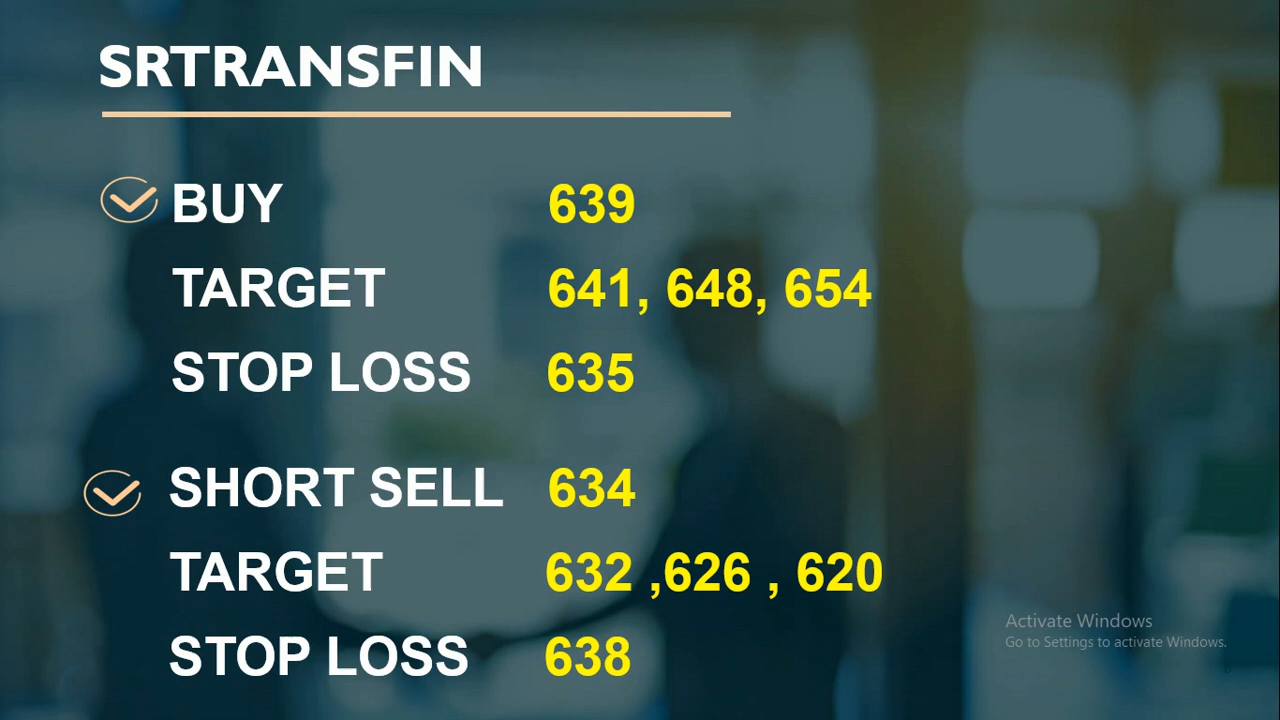 SRTRANSFIN
BUY 639
TARGET 641, 648, 654
STOP LOSS 635
SHORT SELL 634
TARGET 632 ,626 , 620
STOP LOSS 638
Activate Windows
Go to Settings to activate Windows.